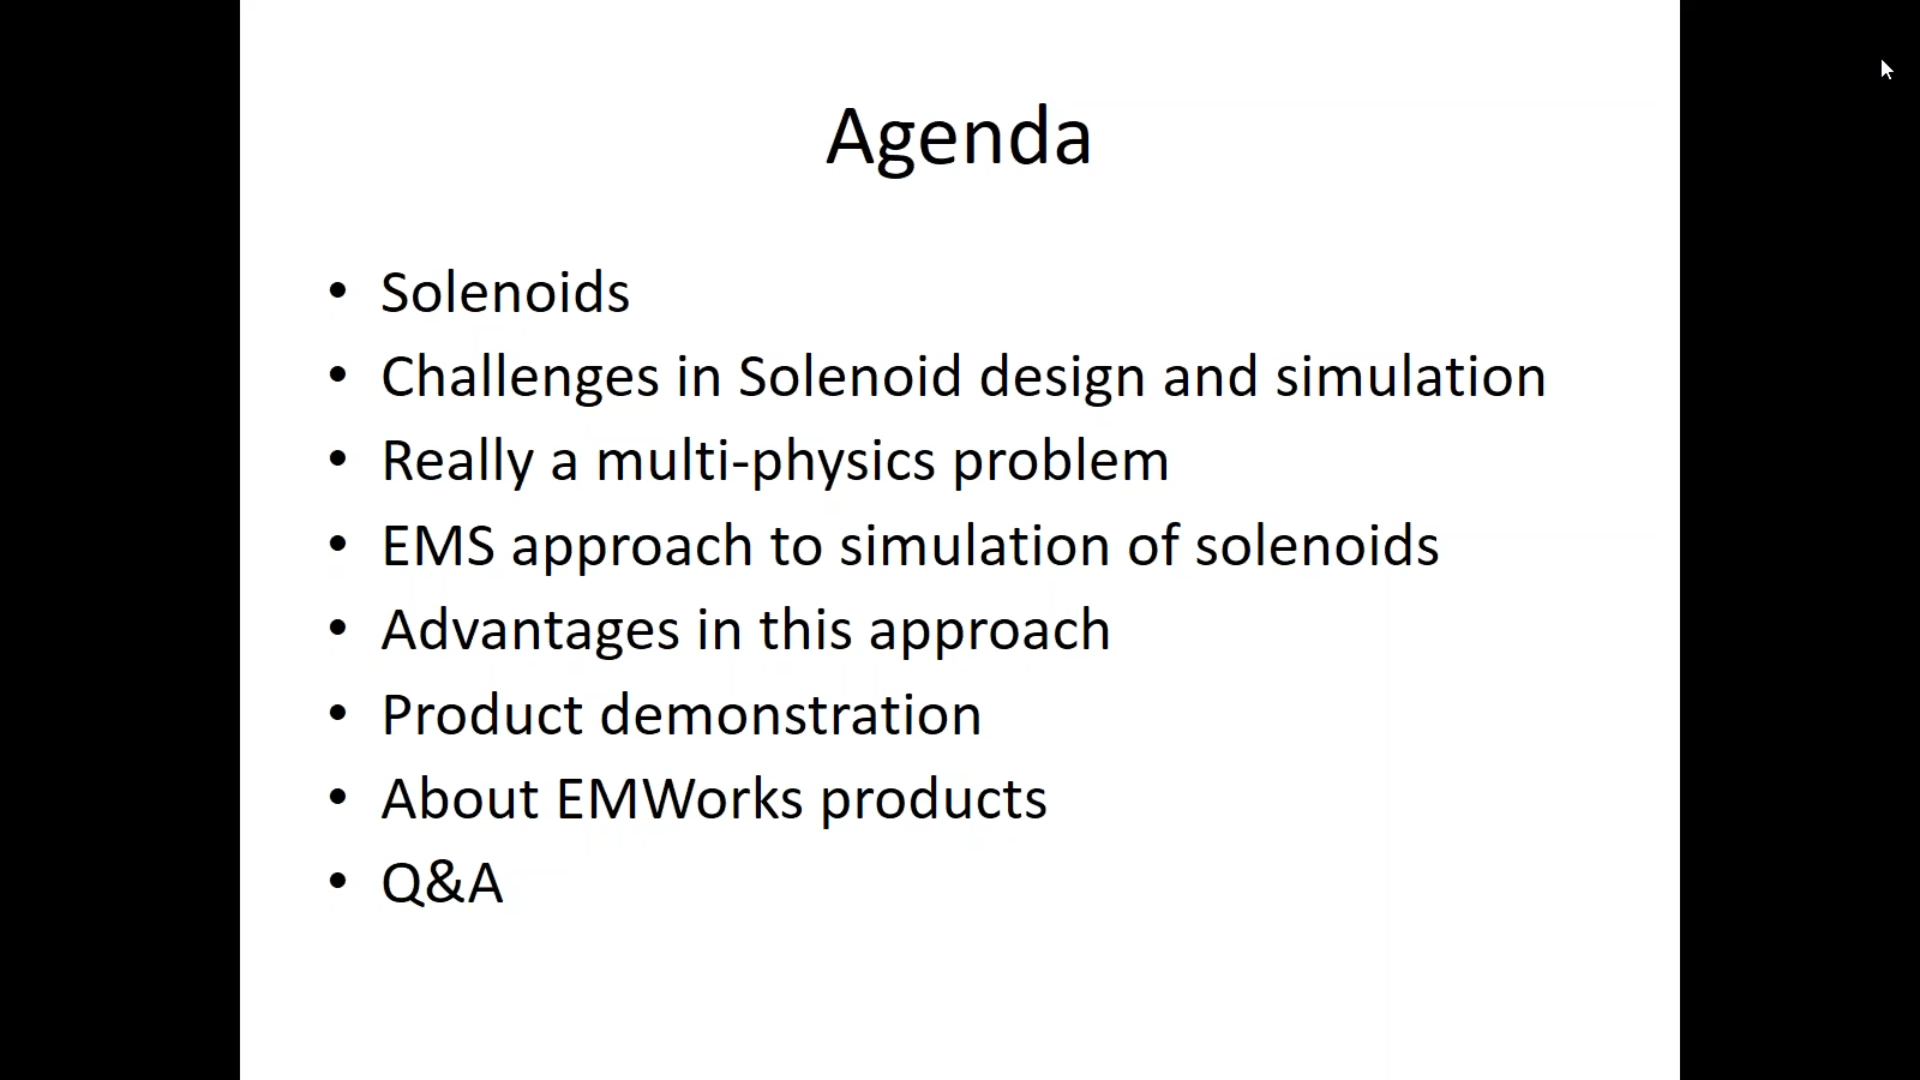 Agenda
• Solenoids
• Challenges in Solenoid design and simulation
• Really a multi-physics problem
• EMS approach to simulation of solenoids
• Advantages in this approach
• Product demonstration
• About EMWorks products
• Q&A